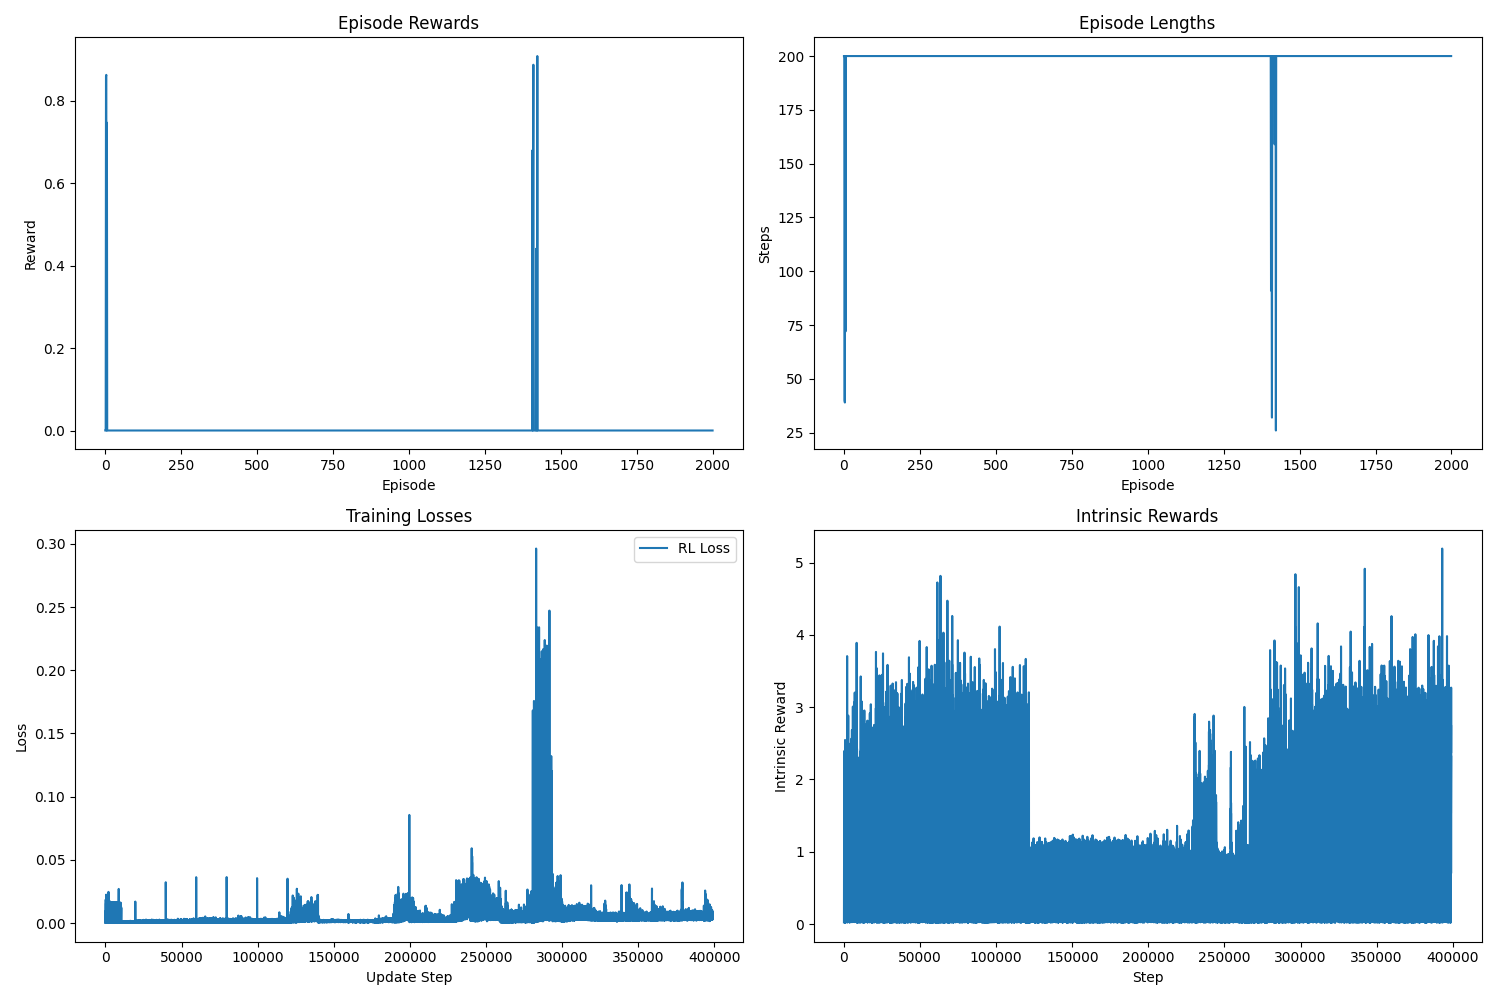 Episode Rewards
Reward
0.8
0.6
0.4
0.2
0.0
0 250 500 750 1000 1250 1500 1750 2000
Episode
Episode Lengths
Steps
200
175
150
125
100
75
50
25
0 250 500 750 1000 1250 1500 1750 2000
Episode
Training Losses
RL Loss
Loss
0.30
0.25
0.20
0.15
0.10
0.05
0.00
0 50000 100000 150000 200000 250000 300000 350000 400000
Update Step
Intrinsic Rewards
Intrinsic Reward
5
4
3
2
1
0
0 50000 100000 150000 200000 250000 300000 350000 400000
Step